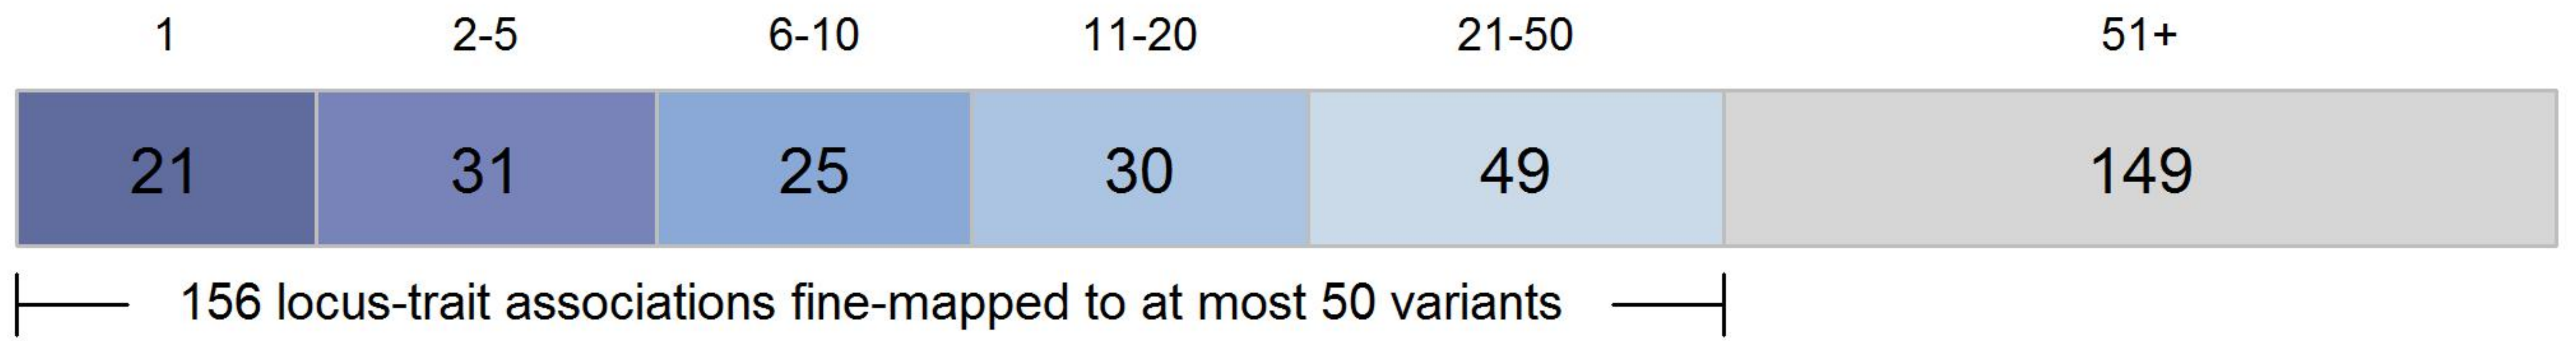 1 2-5 6-10 11-20 21-50 51+
21 31 25 30 49 149
156 locus-trait associations fine-mapped to at most 50 variants